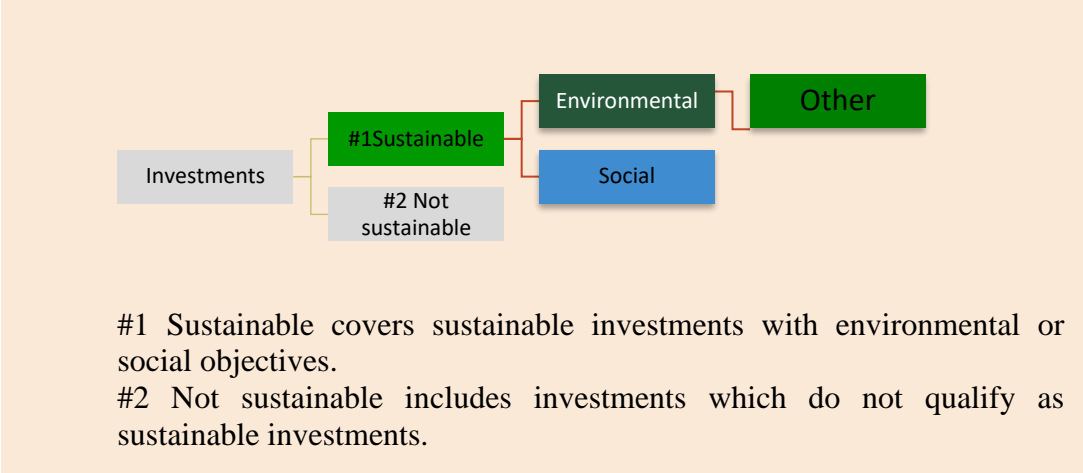 Environmental
Other
#1Sustainable
Investments
Social
#2 Not
sustainable
#1 Sustainable covers sustainable investments with environmental or
social objectives.
#2 Not sustainable includes investments which do not qualify as
sustainable investments.